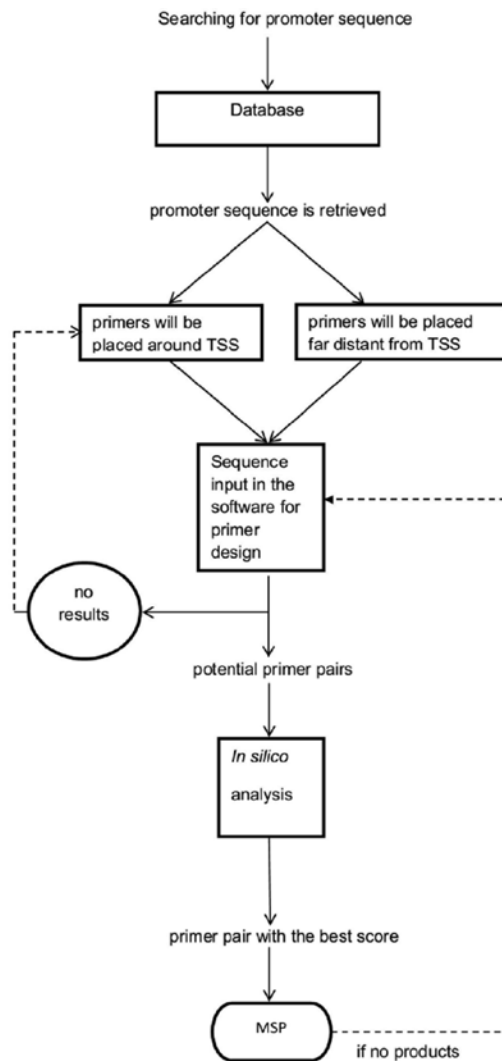 Searching for promoter sequence
Database
promoter sequence is retrieved
primers will be
placed around TSS
primers will be placed
far distant from TSS
Sequence
input in the
software for
primer
design
no
results
potential primer pairs
In silico
analysis
primer pair with the best score
MSP
if no products